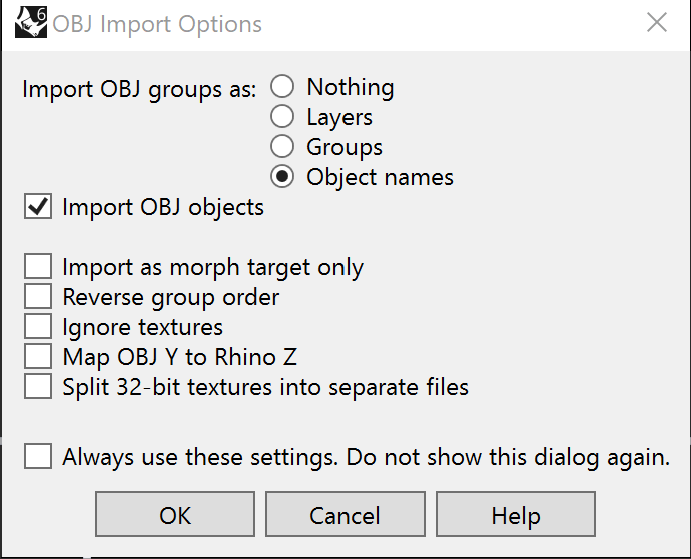 6 OBJ Import Options
Import OBJ groups as: Nothing
Layers
Groups
Object names
Import OBJ objects
Import as morph target only
Reverse group order
Ignore textures
Map OBJ Y to Rhino Z
Split 32-bit textures into separate files
Always use these settings. Do not show this dialog again.
OK Cancel Help